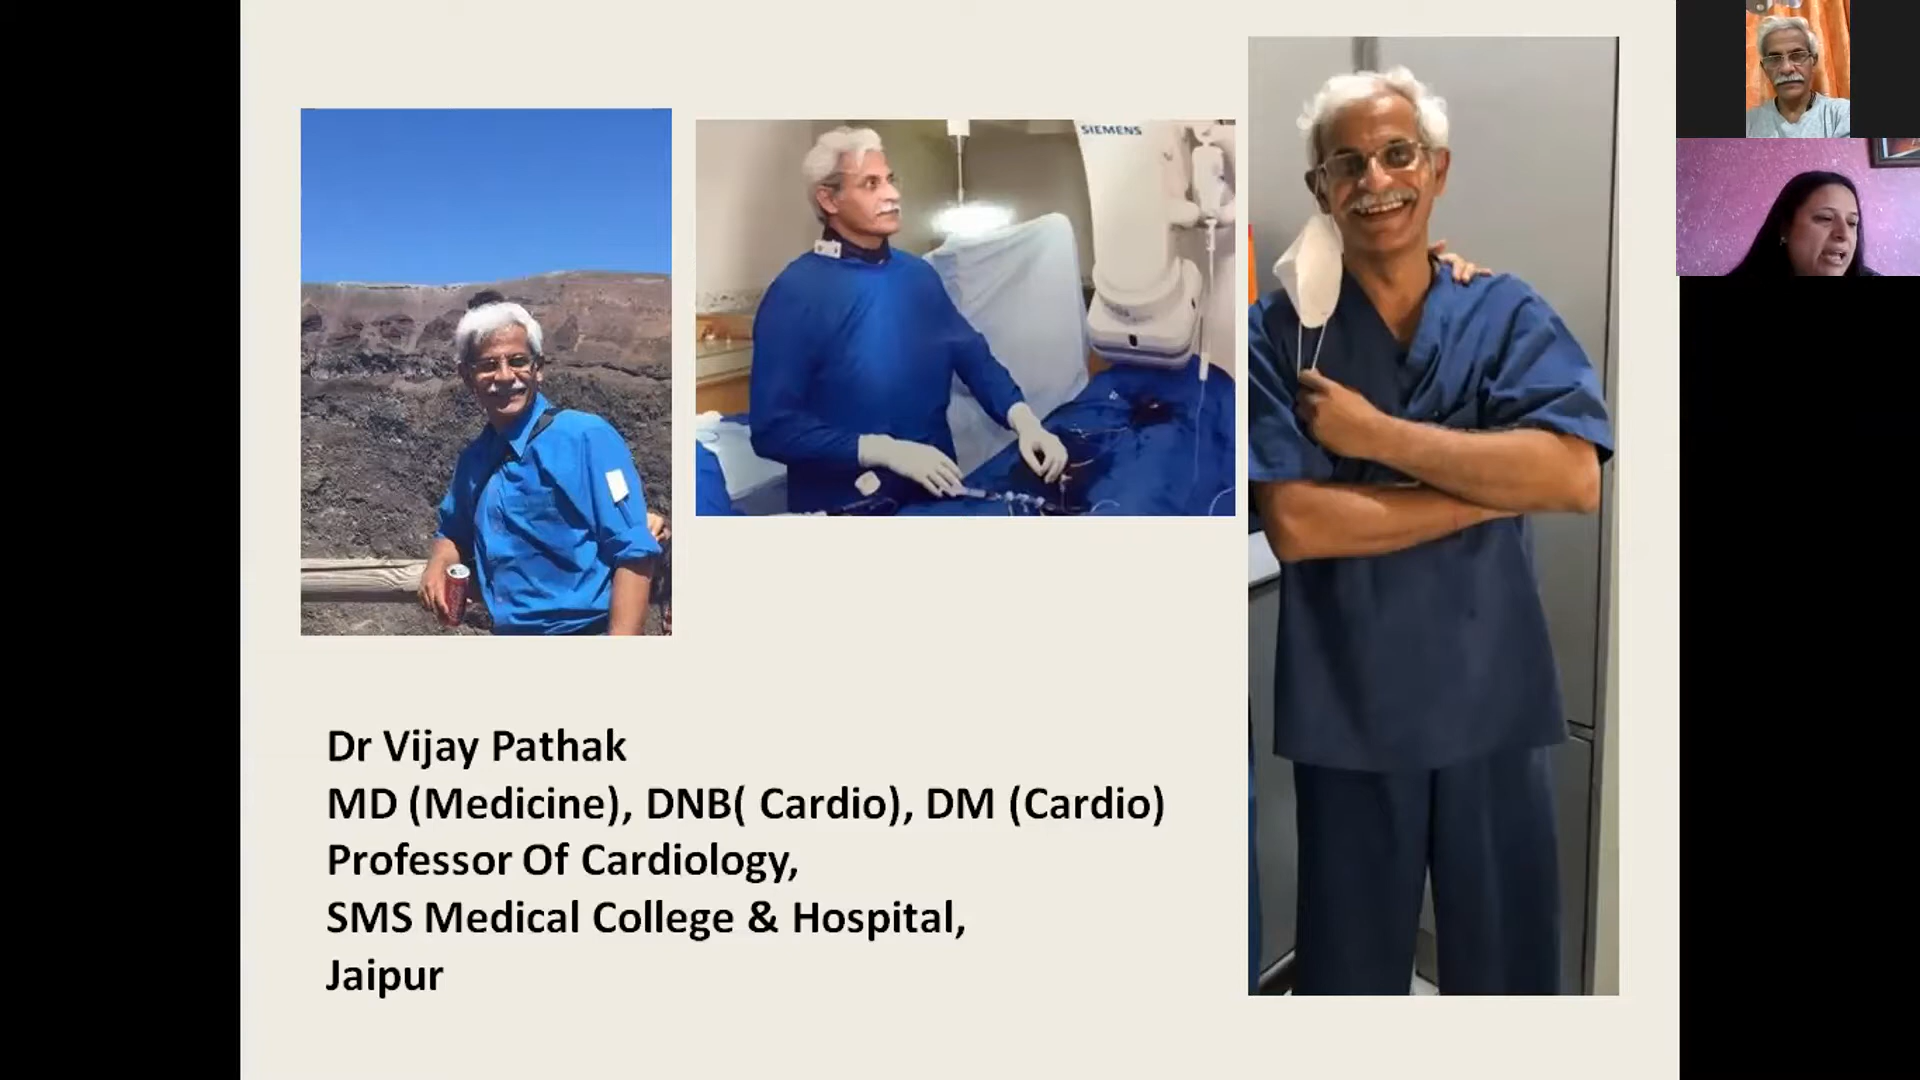 SIEMENS
Dr Vijay Pathak
MD (Medicine), DNB( Cardio), DM (Cardio)
Professor Of Cardiology,
SMS Medical College & Hospital,
Jaipur